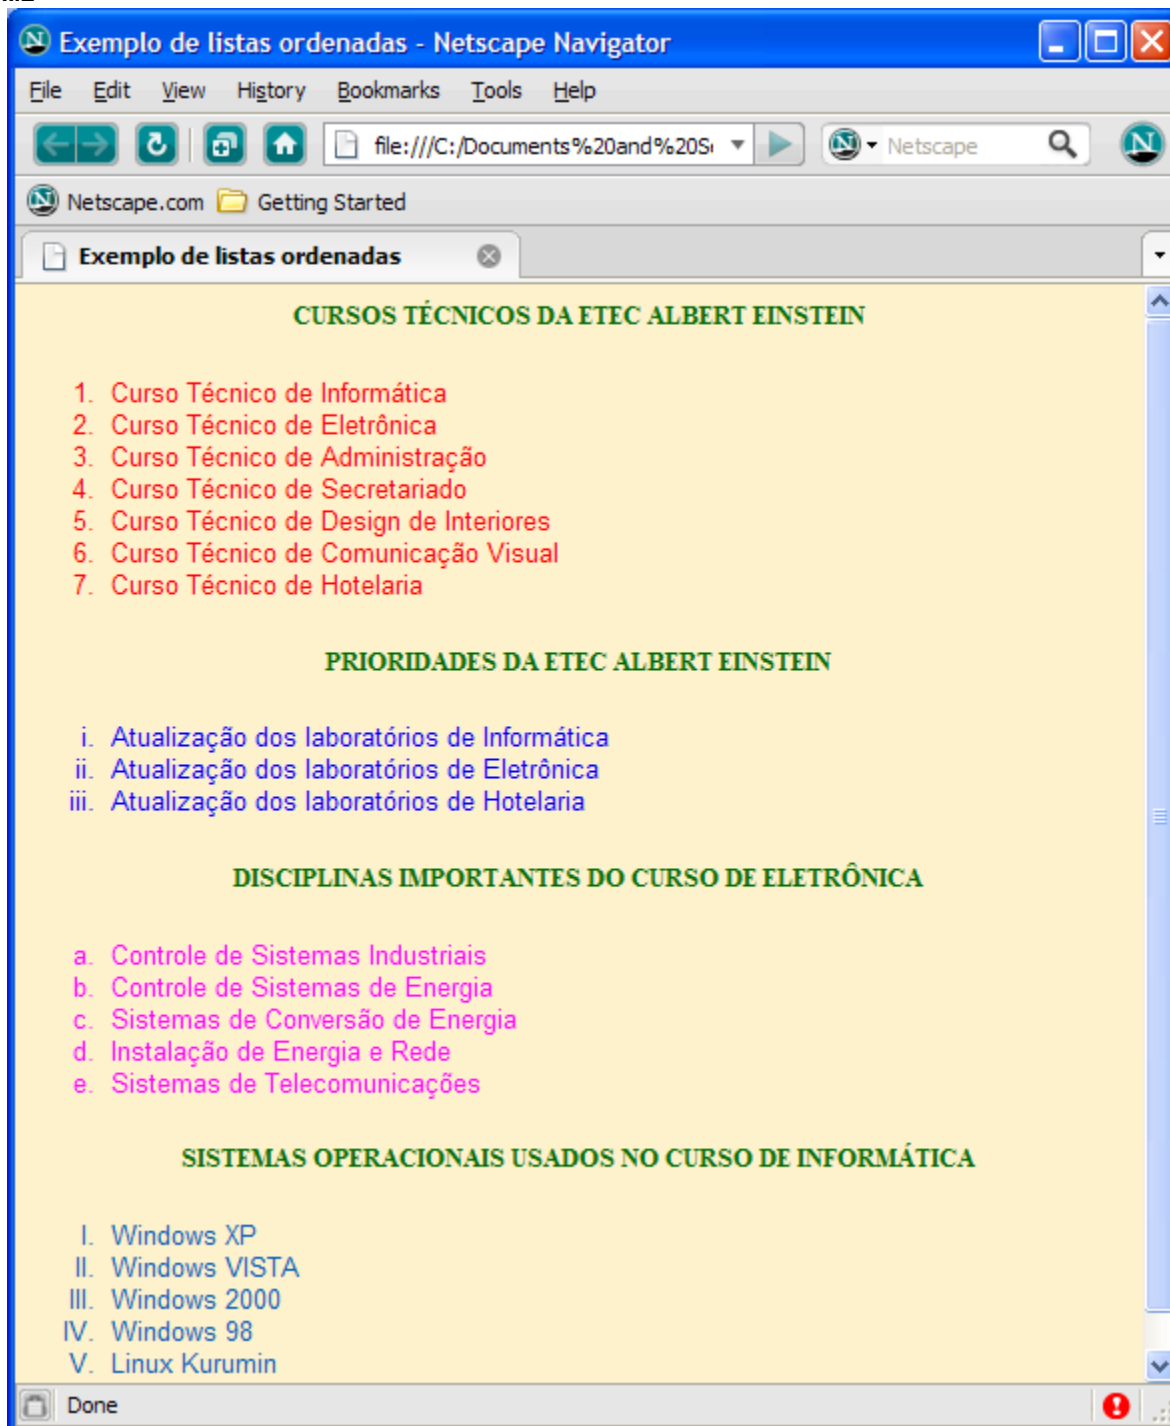 Exemplo de listas ordenadas - Netscape Navigator
File Edit View History Bookmarks Tools Help
file:///C:/Documents%20and%20S Netscape
Netscape.com Getting Started
Exemplo de listas ordenadas
CURSOS TÉCNICOS DA ETEC ALBERT EINSTEIN
1. Curso Técnico de Informática
2. Curso Técnico de Eletrônica
3. Curso Técnico de Administração
4. Curso Técnico de Secretariado
5. Curso Técnico de Design de Interiores
6. Curso Técnico de Comunicação Visual
7. Curso Técnico de Hotelaria
PRIORIDADES DA ETEC ALBERT EINSTEIN
i. Atualização dos laboratórios de Informática
ii. Atualização dos laboratórios de Eletrônica
iii. Atualização dos laboratórios de Hotelaria
DISCIPLINAS IMPORTANTES DO CURSO DE ELETRÔNICA
a. Controle de Sistemas Industriais
b. Controle de Sistemas de Energia
c. Sistemas de Conversão de Energia
d. Instalação de Energia e Rede
e. Sistemas de Telecomunicações
SISTEMAS OPERACIONAIS USADOS NO CURSO DE INFORMÁTICA
I. Windows XP
II. Windows VISTA
III. Windows 2000
IV. Windows 98
V. Linux Kurumin
Done